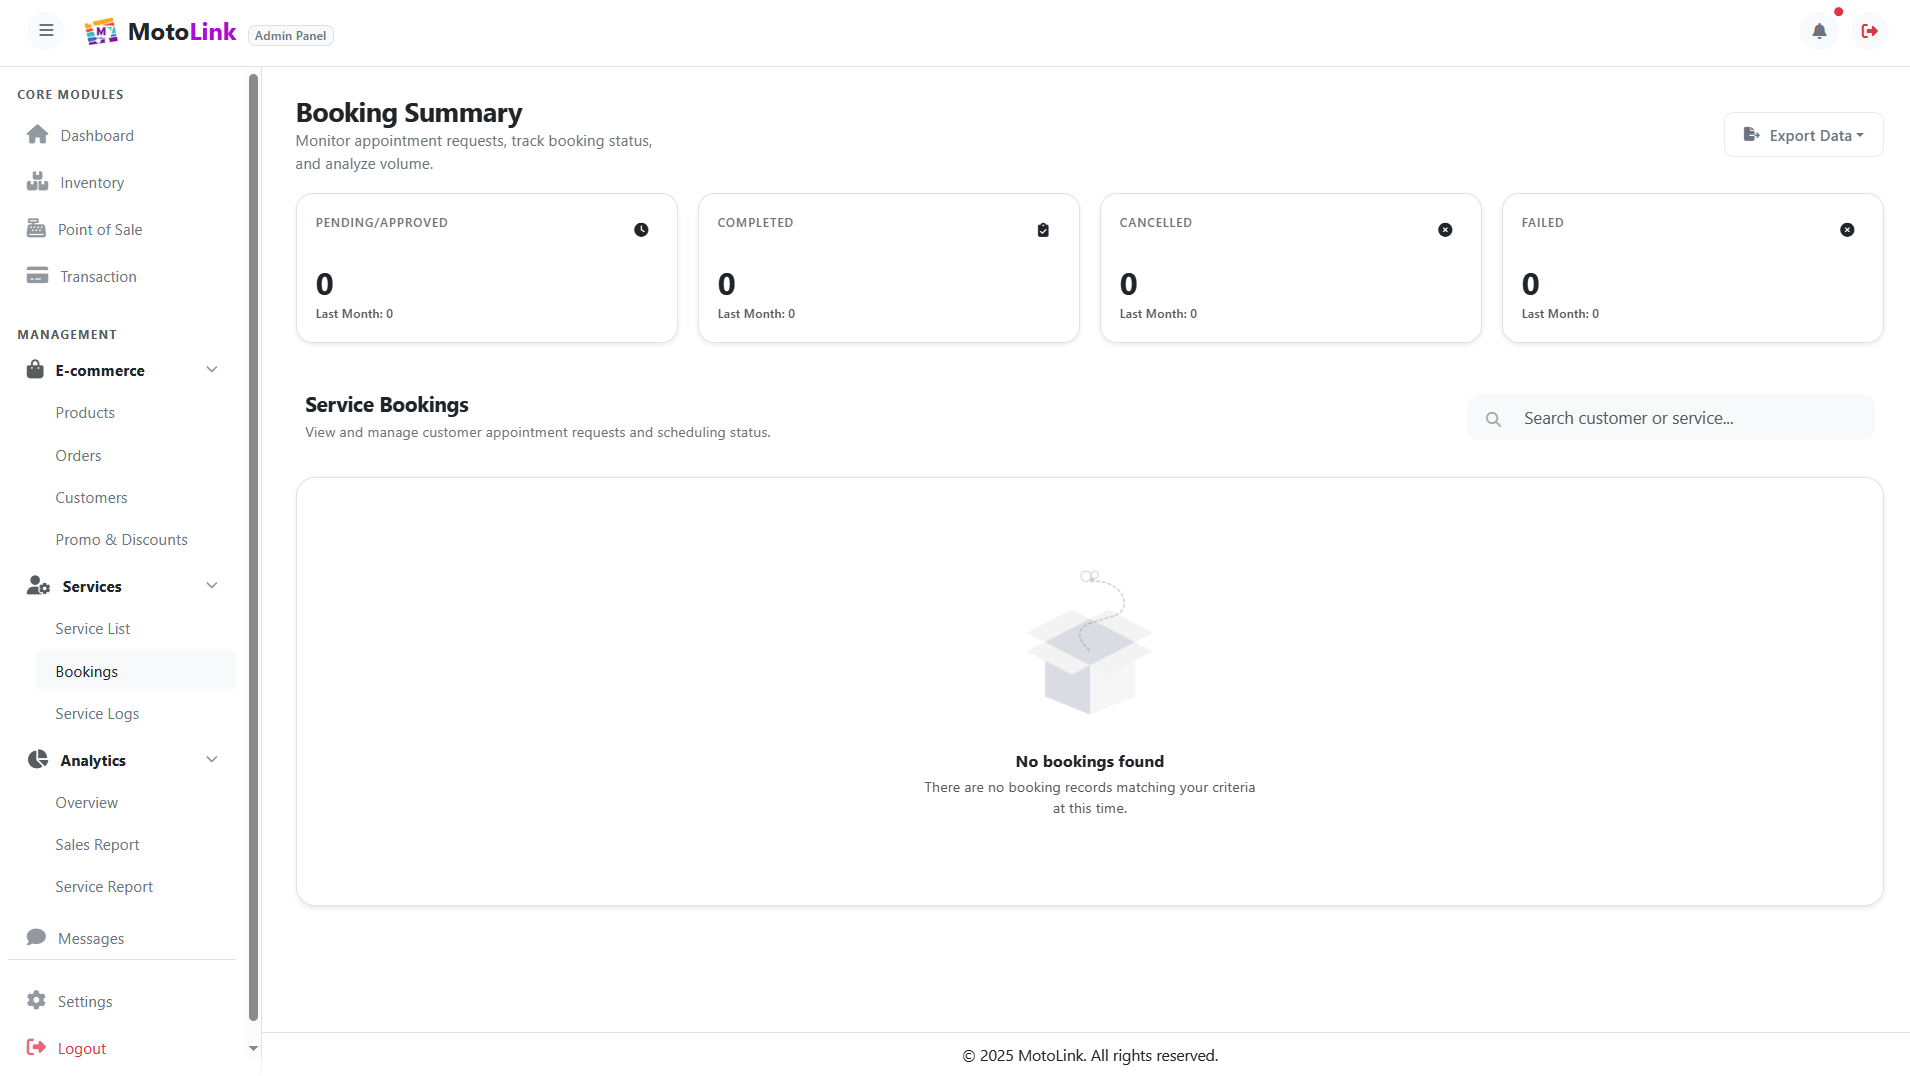 MotoLink Admin Panel
CORE MODULES
Dashboard
Inventory
Point of Sale
Transaction
MANAGEMENT
E-commerce
Products
Orders
Customers
Promo & Discounts
Services
Service List
Bookings
Service Logs
Analytics
Overview
Sales Report
Service Report
Messages
Settings
Logout
Booking Summary
Monitor appointment requests, track booking status,
and analyze volume.
Export Data
PENDING/APPROVED
0
Last Month: 0
COMPLETED
0
Last Month: 0
CANCELLED
0
Last Month: 0
FAILED
0
Last Month: 0
Service Bookings
View and manage customer appointment requests and scheduling status.
Search customer or service...
No bookings found
There are no booking records matching your criteria
at this time.
© 2025 MotoLink. All rights reserved.